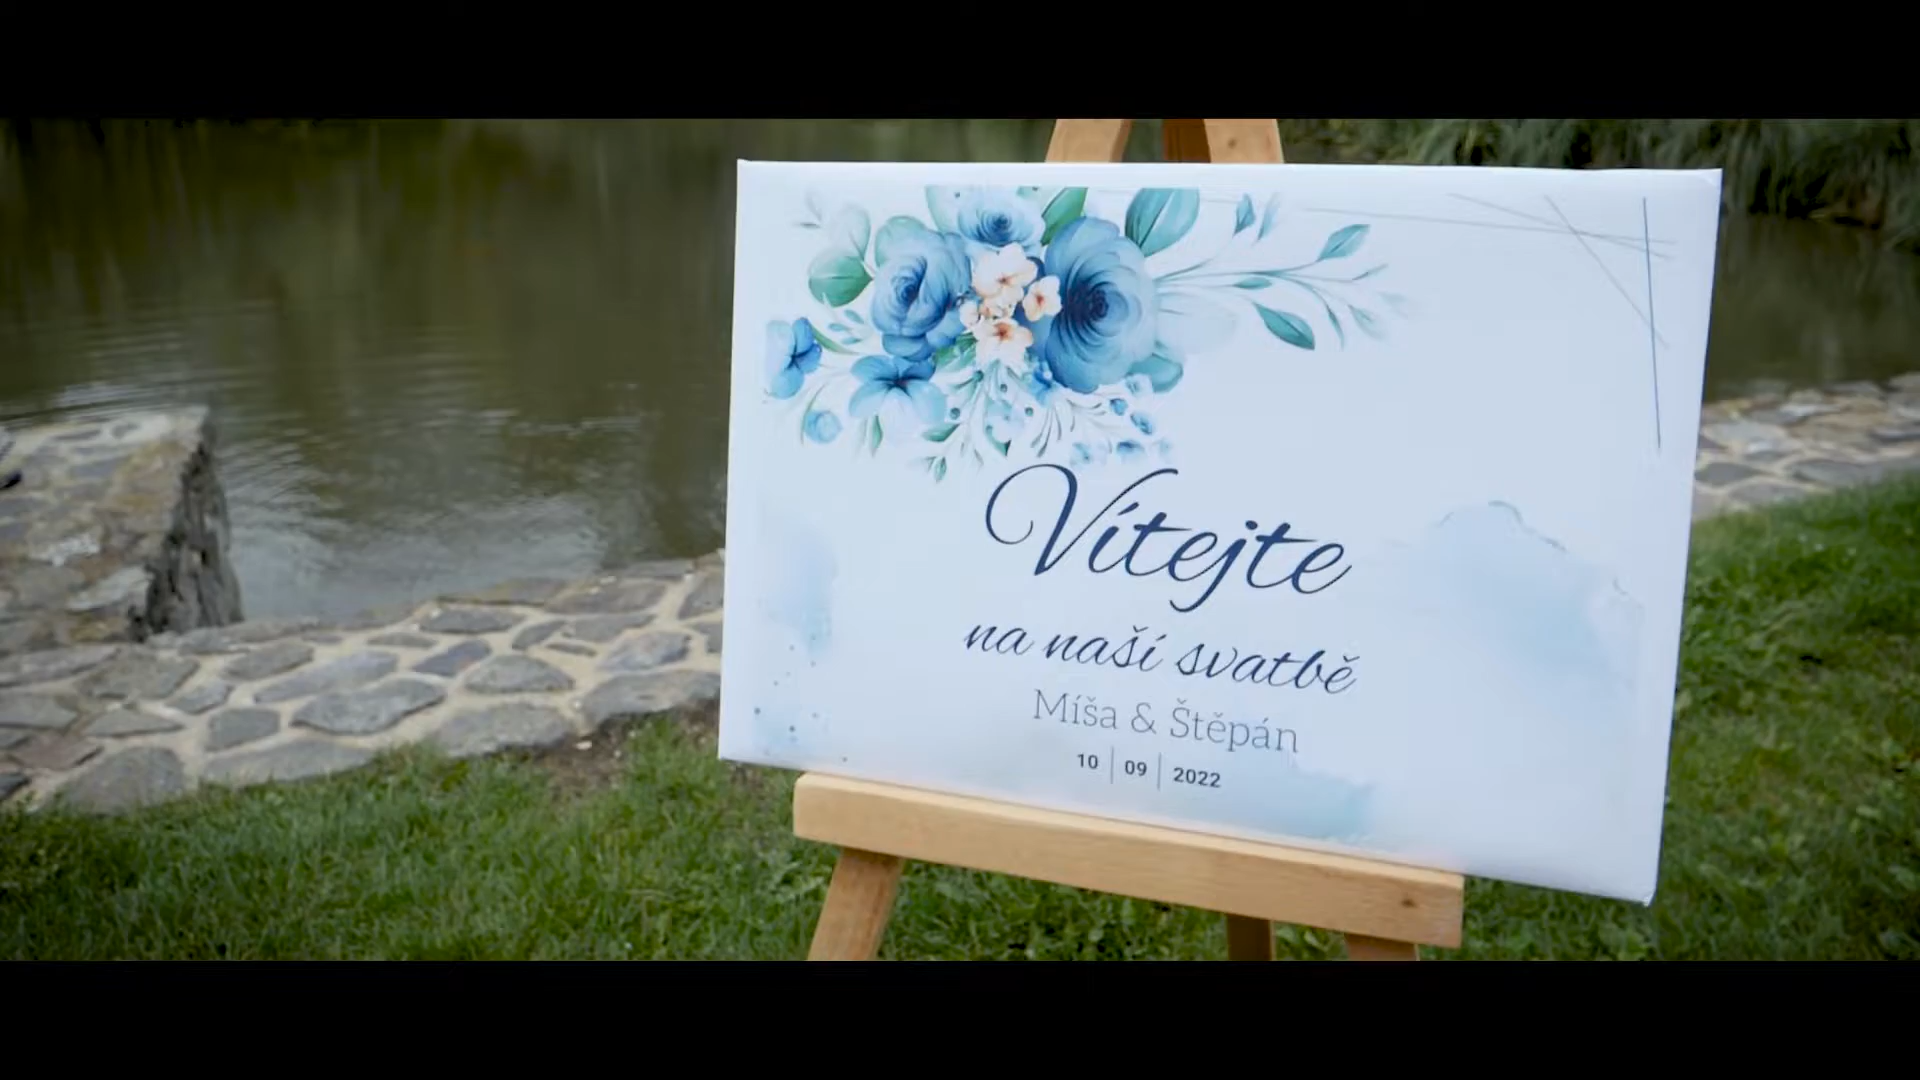 Vítejte
na naší svatbě
Míša & Štěpán
10 | 09 | 2022